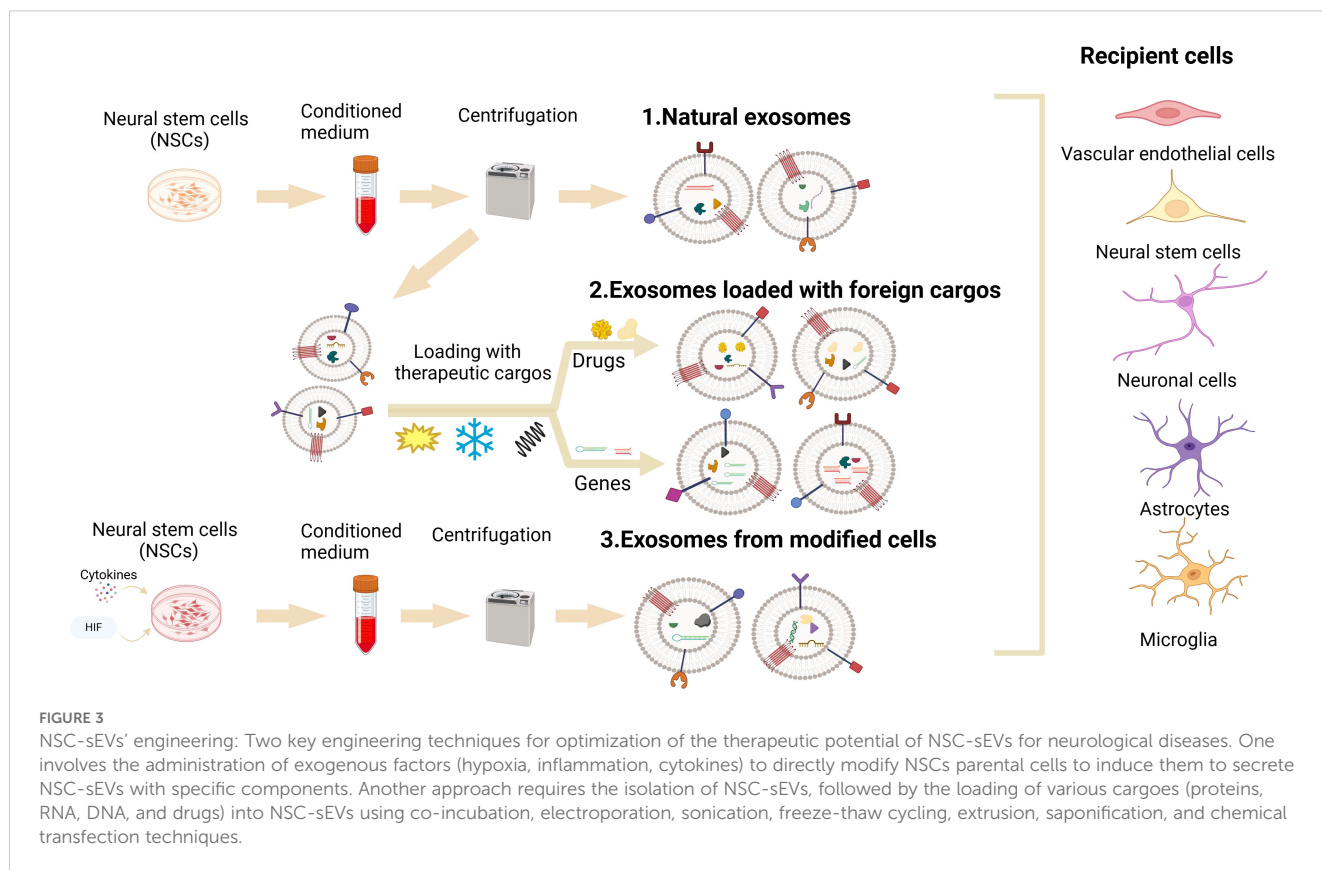 Recipient cells
Neural stem cells
(NSCs)
Conditioned
medium
Centrifugation
1.Natural exosomes
Vascular endothelial cells
Neural stem cells
Neuronal cells
Astrocytes
Microglia
Loading with
therapeutic cargos
Drugs
Genes
2.Exosomes loaded with foreign cargos
Neural stem cells
(NSCs)
Cytokines
HIF
Conditioned
medium
Centrifugation
3.Exosomes from modified cells
FIGURE 3
NSC-sEVs’ engineering: Two key engineering techniques for optimization of the therapeutic potential of NSC-sEVs for neurological diseases. One
involves the administration of exogenous factors (hypoxia, inflammation, cytokines) to directly modify NSCs parental cells to induce them to secrete
NSC-sEVs with specific components. Another approach requires the isolation of NSC-sEVs, followed by the loading of various cargoes (proteins,
RNA, DNA, and drugs) into NSC-sEVs using co-incubation, electroporation, sonication, freeze-thaw cycling, extrusion, saponification, and chemical
transfection techniques.